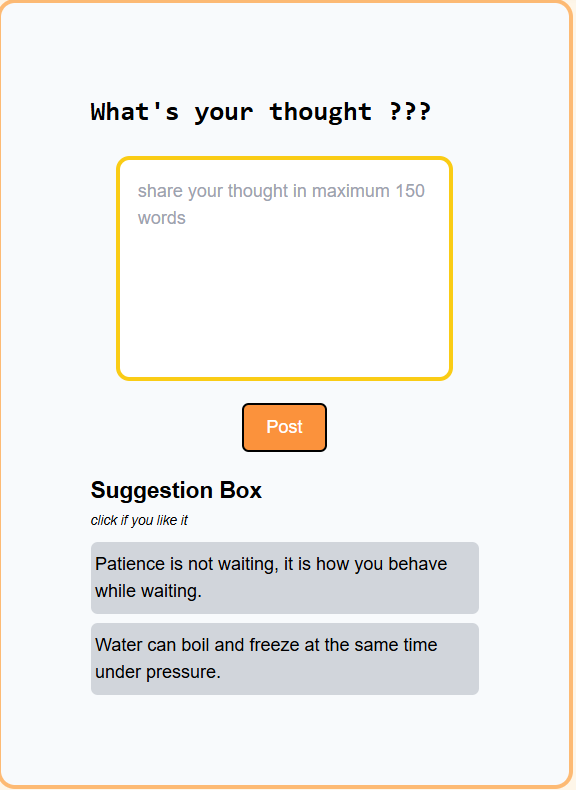 What's your thought ???
share your thought in maximum 150
words
Post
Suggestion Box
click if you like it
Patience is not waiting, it is how you behave
while waiting.
Water can boil and freeze at the same time
under pressure.